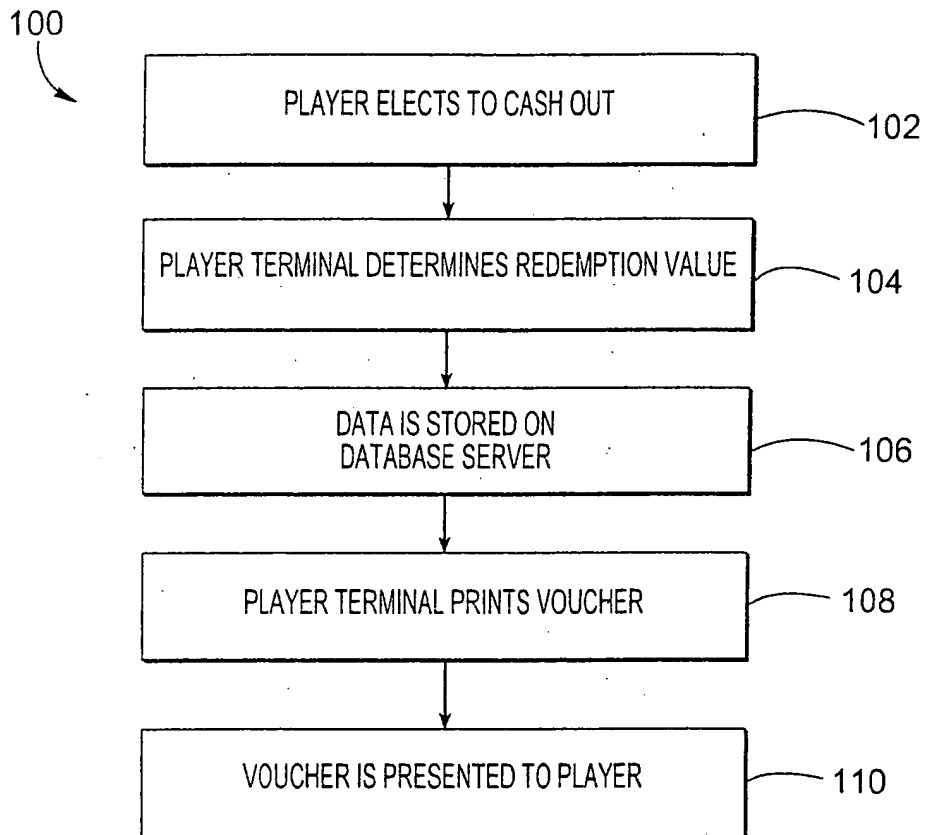 100
PLAYER ELECTS TO CASH OUT
102
PLAYER TERMINAL DETERMINES REDEMPTION VALUE
104
DATA IS STORED ON
DATABASE SERVER
106
PLAYER TERMINAL PRINTS VOUCHER
108
VOUCHER IS PRESENTED TO PLAYER
110